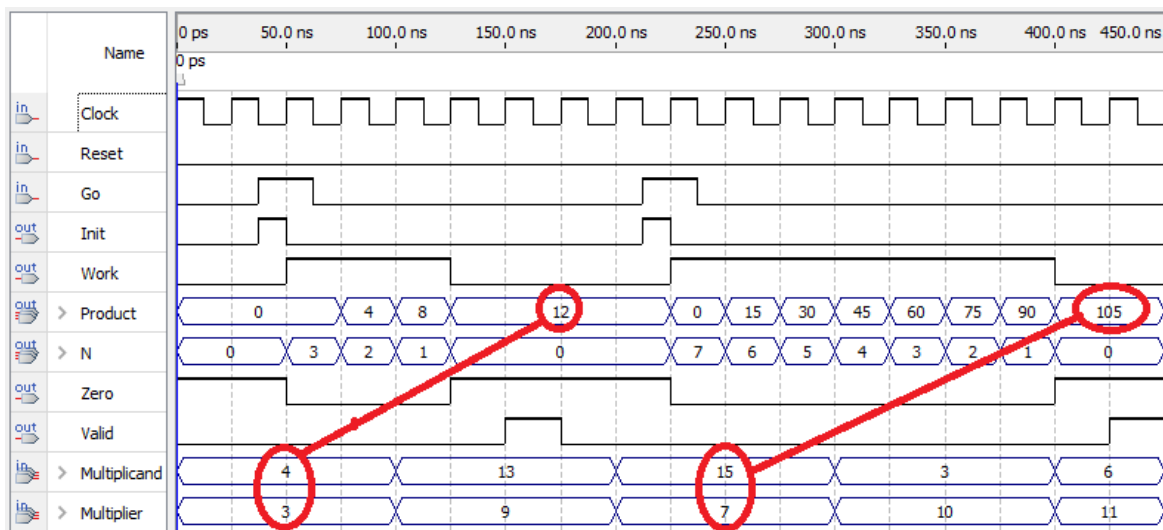 Name 0 ps 50.0 ns 100.0 ns 150.0 ns 200.0 ns 250.0 ns 300.0 ns 350.0 ns 400.0 ns 450.0 ns
0 ps
in Clock
in Reset
in Go
out Init
out Work
out > Product 0 4 8 12 0 15 30 45 60 75 90 105
out > N 0 3 2 1 0 7 6 5 4 3 2 1 0
out Zero
out Valid
in > Multiplicand 4 13 15 3 6
in > Multiplier 3 9 7 10 11